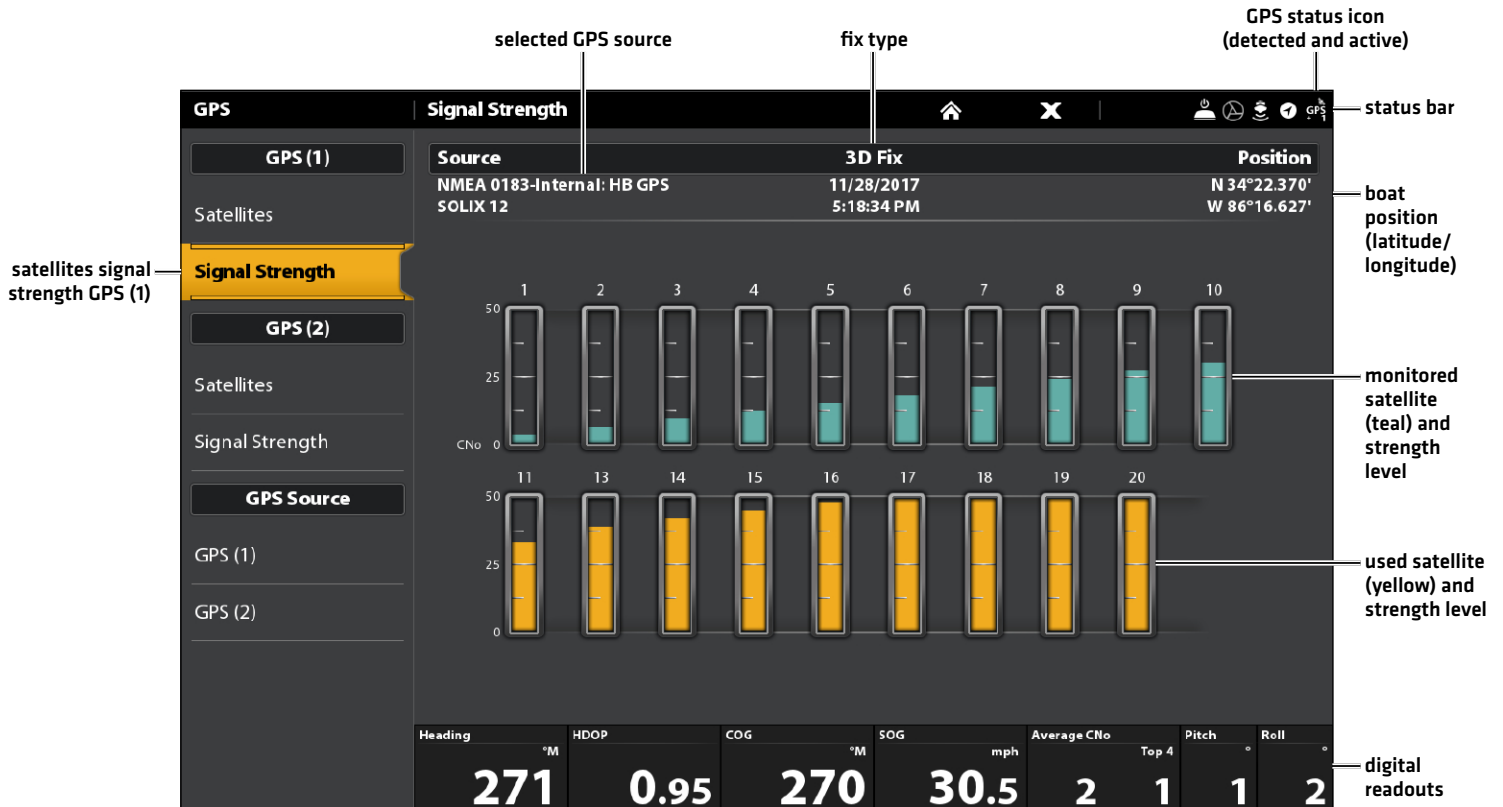 GPS status icon
(detected and active)
selected GPS source
fix type
GPS
Signal Strength
GPS
status bar
GPS (1)
Source
3D Fix
Position
NMEA 0183-Internal: HB GPS
11/28/2017
N 34°22.370'
SOLIX 12
5:18:34 PM
W 86°16.627'
boat
position
(latitude/
longitude)
Satellites
satellites signal
strength GPS (1)
Signal Strength
GPS (2)
Satellites
Signal Strength
GPS Source
GPS (1)
GPS (2)
1 2 3 4 5 6 7 8 9 10
50
25
CNo 0
monitored
satellite
(teal) and
strength
level
11 13 14 15 16 17 18 19 20
50
25
0
used satellite
(yellow) and
strength level
Heading
°M
271
HDOP
0.95
COG
°M
270
SOG
mph
30.5
Average CNo
Top 4
2 1
Pitch
°
1
Roll
°
2
digital
readouts